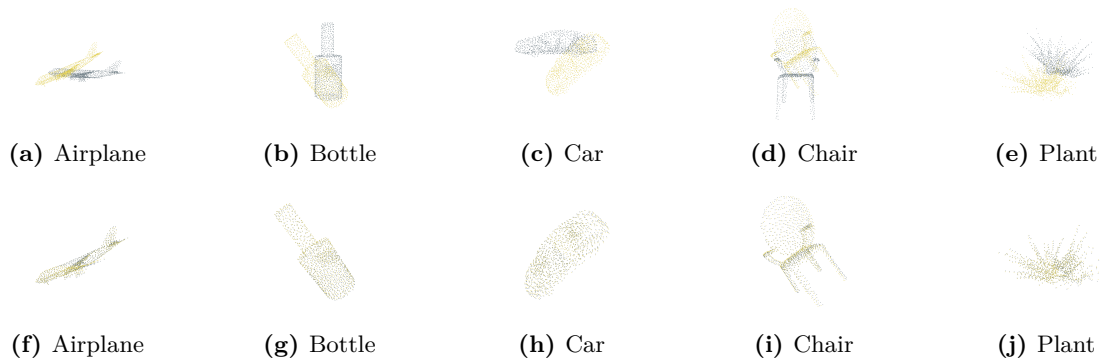 (a) Airplane (b) Bottle (c) Car (d) Chair (e) Plant
(f) Airplane (g) Bottle (h) Car (i) Chair (j) Plant